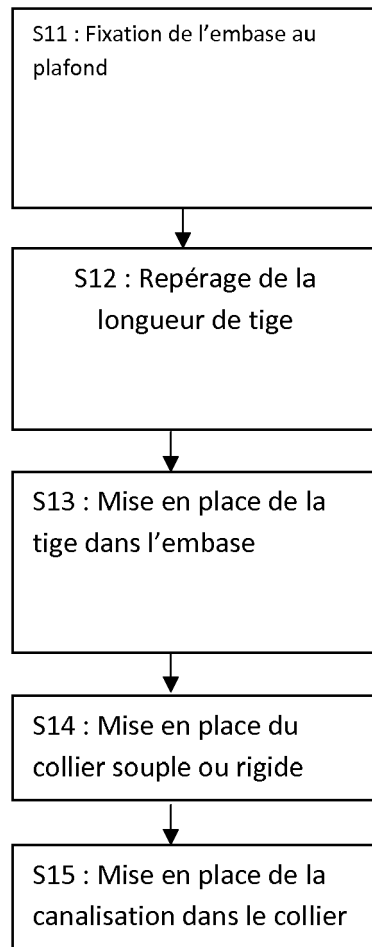 S11 : Fixation de l’embase au
plafond
S12 : Repérage de la
longueur de tige
S13 : Mise en place de la
tige dans l’embase
S14 : Mise en place du
collier souple ou rigide
S15 : Mise en place de la
canalisation dans le collier